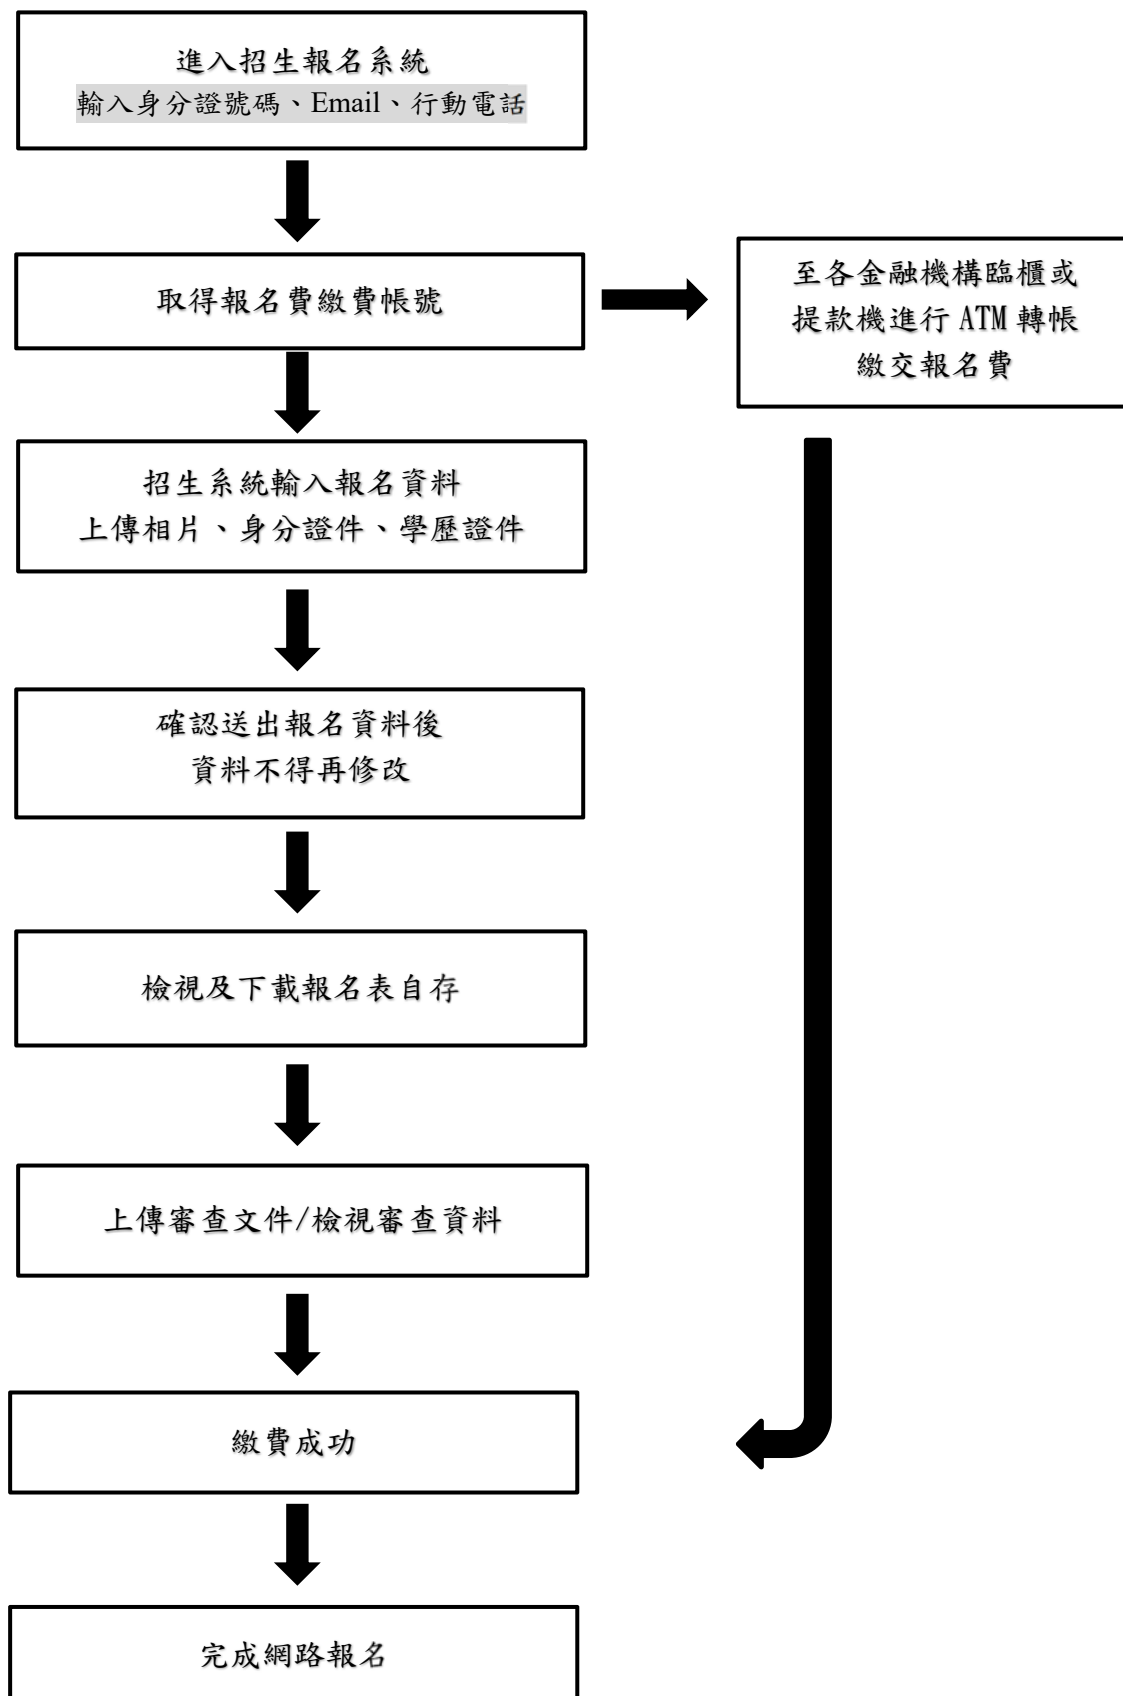 進入招生報名系統
輸入身分證號碼、Email、行動電話
取得報名費繳費帳號
至各金融機構臨櫃或
提款機進行 ATM 轉帳
繳交報名費
招生系統輸入報名資料
上傳相片、身分證件、學歷證件
確認送出報名資料後
資料不得再修改
檢視及下載報名表自存
上傳審查文件/檢視審查資料
繳費成功
完成網路報名